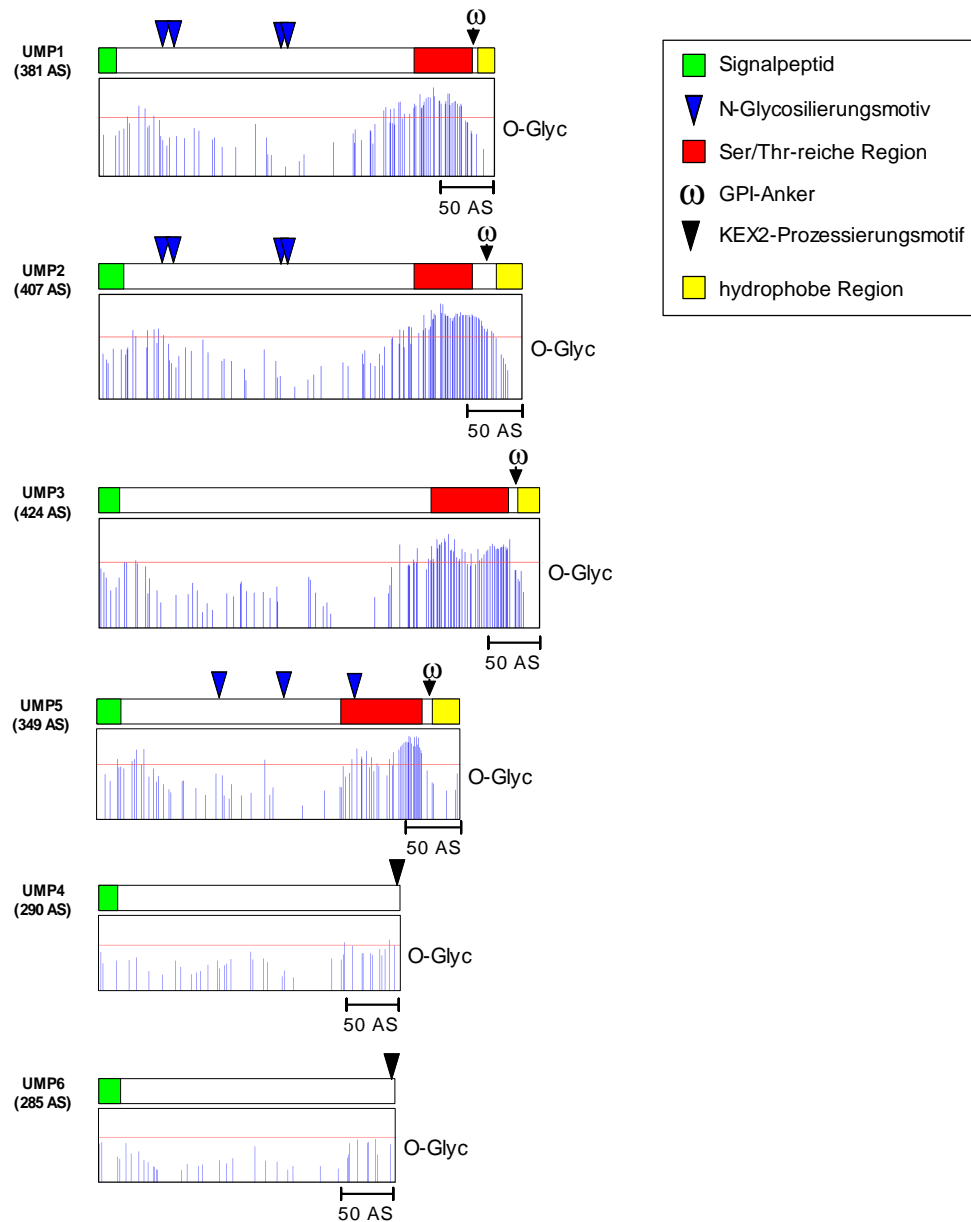 ω
UMP1
(381 AS)
O-Glyc
50 AS
ω
UMP2
(407 AS)
O-Glyc
50 AS
ω
UMP3
(424 AS)
O-Glyc
50 AS
ω
UMP5
(349 AS)
O-Glyc
50 AS
UMP4
(290 AS)
O-Glyc
50 AS
UMP6
(285 AS)
O-Glyc
50 AS
Signalpeptid
N-Glycosilierungsmotiv
Ser/Thr-reiche Region
ω GPI-Anker
KEX2-Prozessierungsmotif
hydrophobe Region